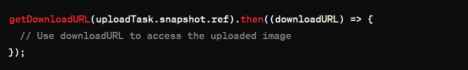 getDownloadURL(uploadTask.snapshot.ref).then((downloadURL) => {
  // Use downloadURL to access the uploaded image
});